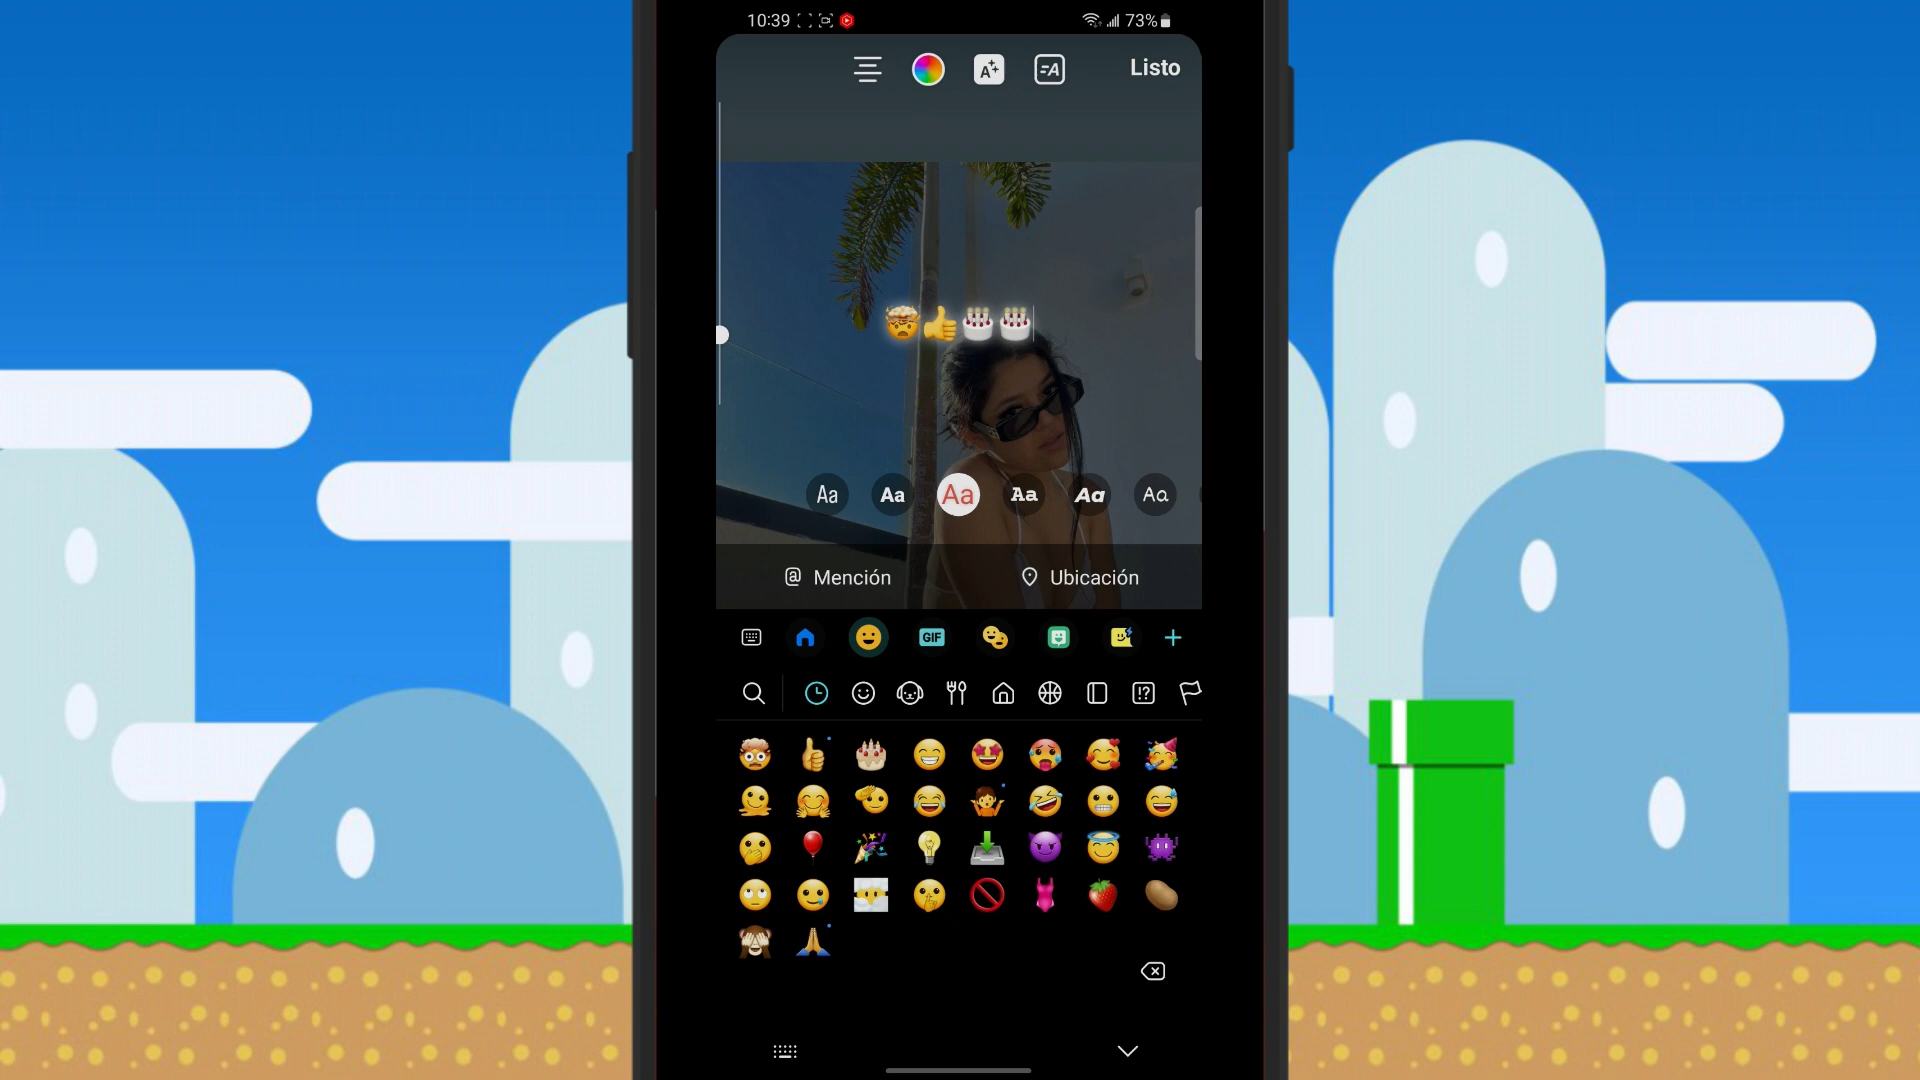 10:39 73%
Listo
🤯👍🎂🎂
Aa Aa Aa Aa Aa Aa
Mención Ubicación
GIF